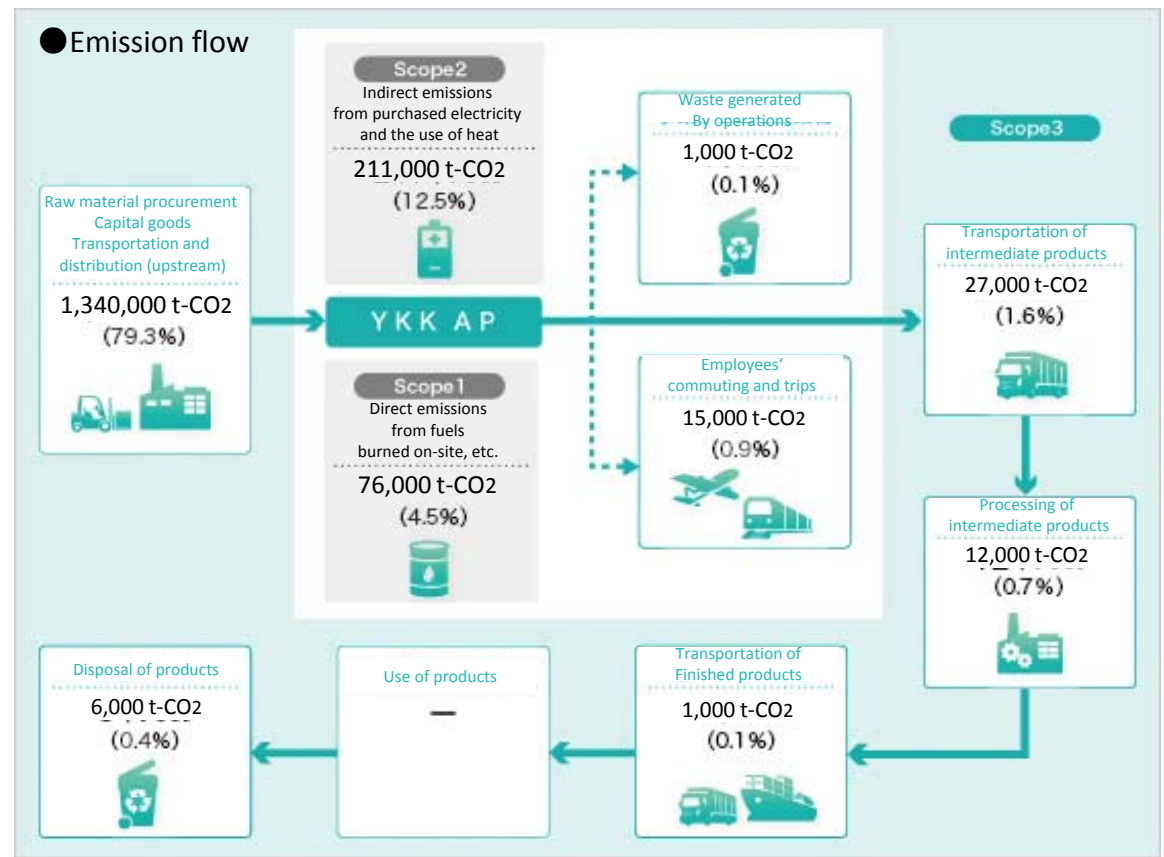 ●Emission flow
Scope2
Indirect emissions
from purchased electricity
and the use of heat
211,000 t-CO2
(12.5%)
Waste generated
By operations
1,000 t-CO2
(0.1%)
Scope3
Raw material procurement
Capital goods
Transportation and
distribution (upstream)
1,340,000 t-CO2
(79.3%)
YKK AP
Transportation of
intermediate products
27,000 t-CO2
(1.6%)
Scope1
Direct emissions
from fuels
burned on-site, etc.
76,000 t-CO2
(4.5%)
Employees‘
commuting and trips
15,000 t-CO2
(0.9%)
Processing of
intermediate products
12,000 t-CO2
(0.7%)
Disposal of products
6,000 t-CO2
(0.4%)
Use of products
—
Transportation of
Finished products
1,000 t-CO2
(0.1%)